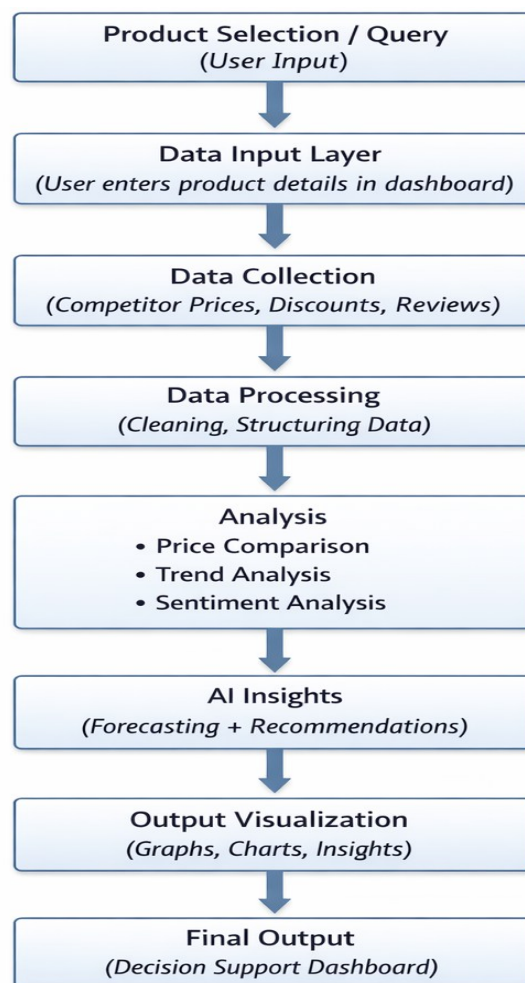 Product Selection / Query
(User Input)
Data Input Layer
(User enters product details in dashboard)
Data Collection
(Competitor Prices, Discounts, Reviews)
Data Processing
(Cleaning, Structuring Data)
Analysis
• Price Comparison
• Trend Analysis
• Sentiment Analysis
AI Insights
(Forecasting + Recommendations)
Output Visualization
(Graphs, Charts, Insights)
Final Output
(Decision Support Dashboard)